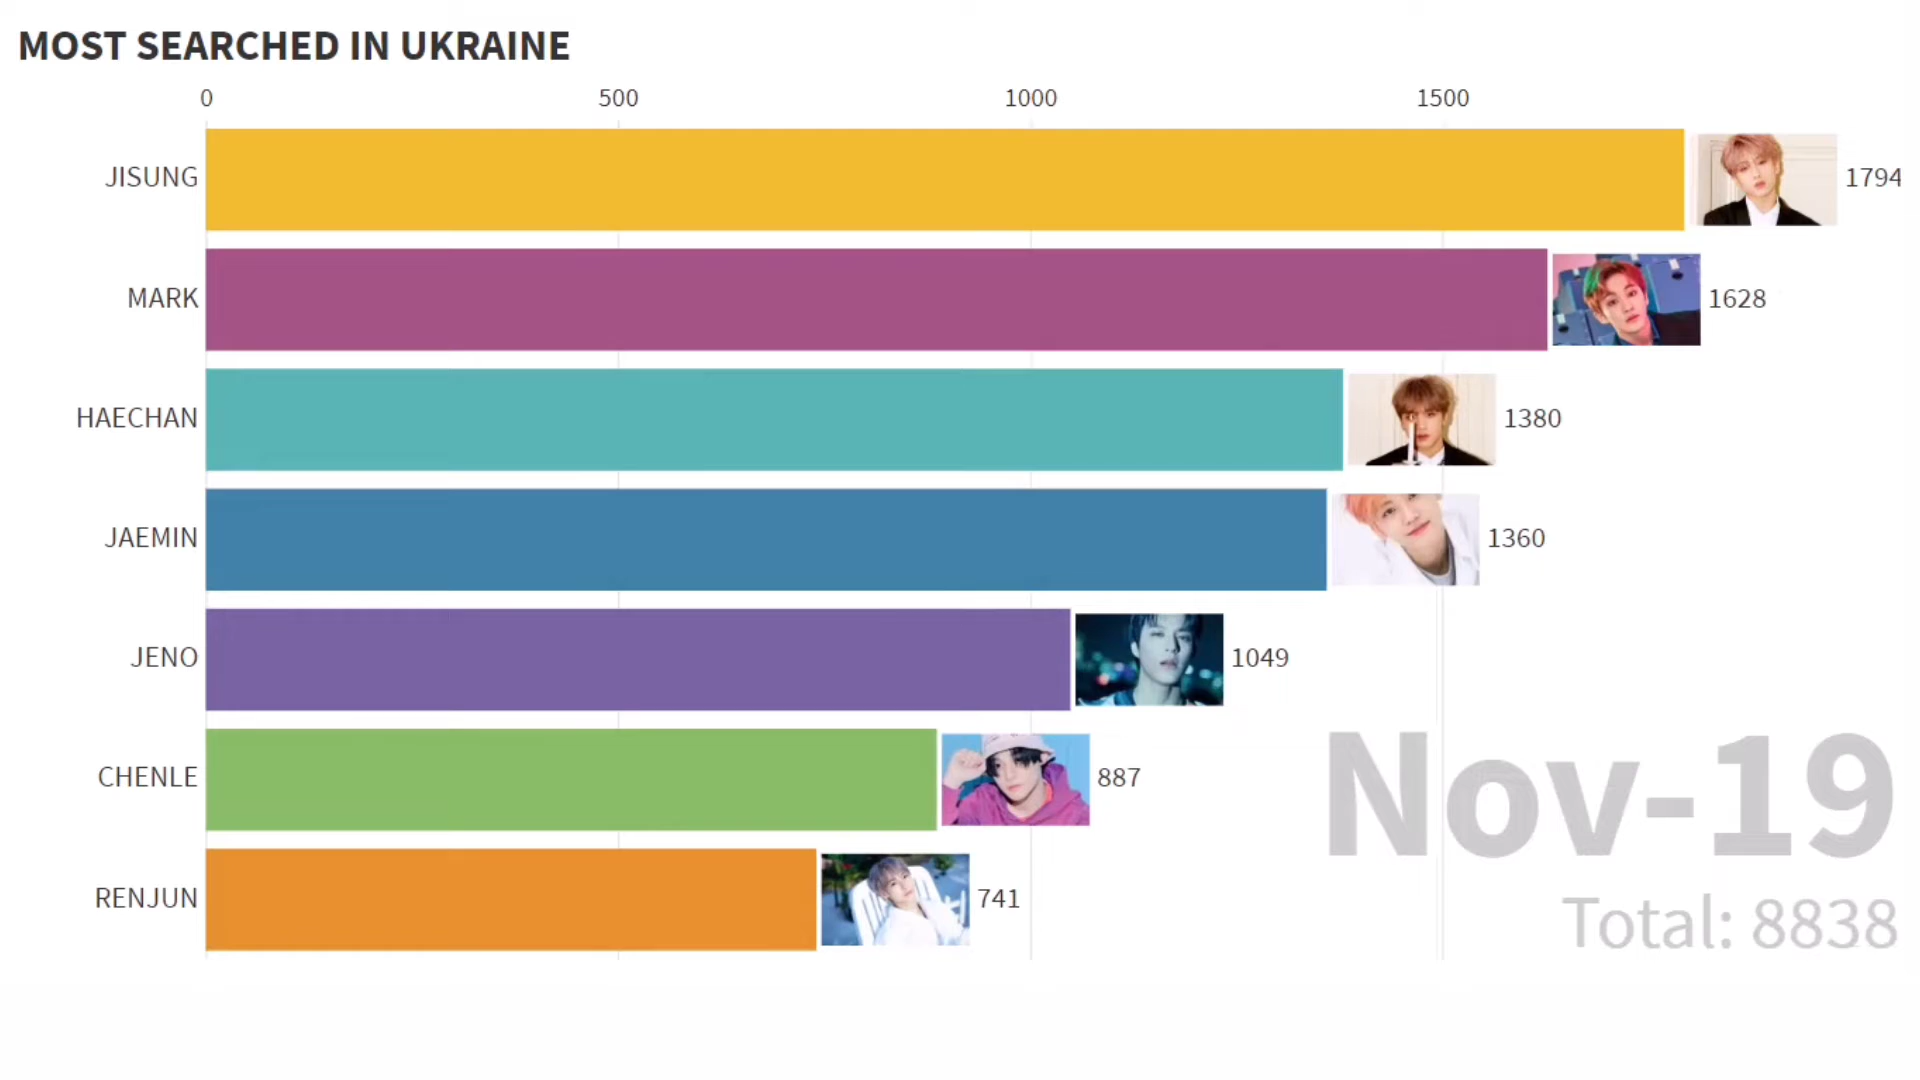 MOST SEARCHED IN UKRAINE
0 500 1000 1500
JISUNG 1794
MARK 1628
HAECHAN 1380
JAEMIN 1360
JENO 1049
CHENLE 887
RENJUN 741
Nov-19
Total: 8838